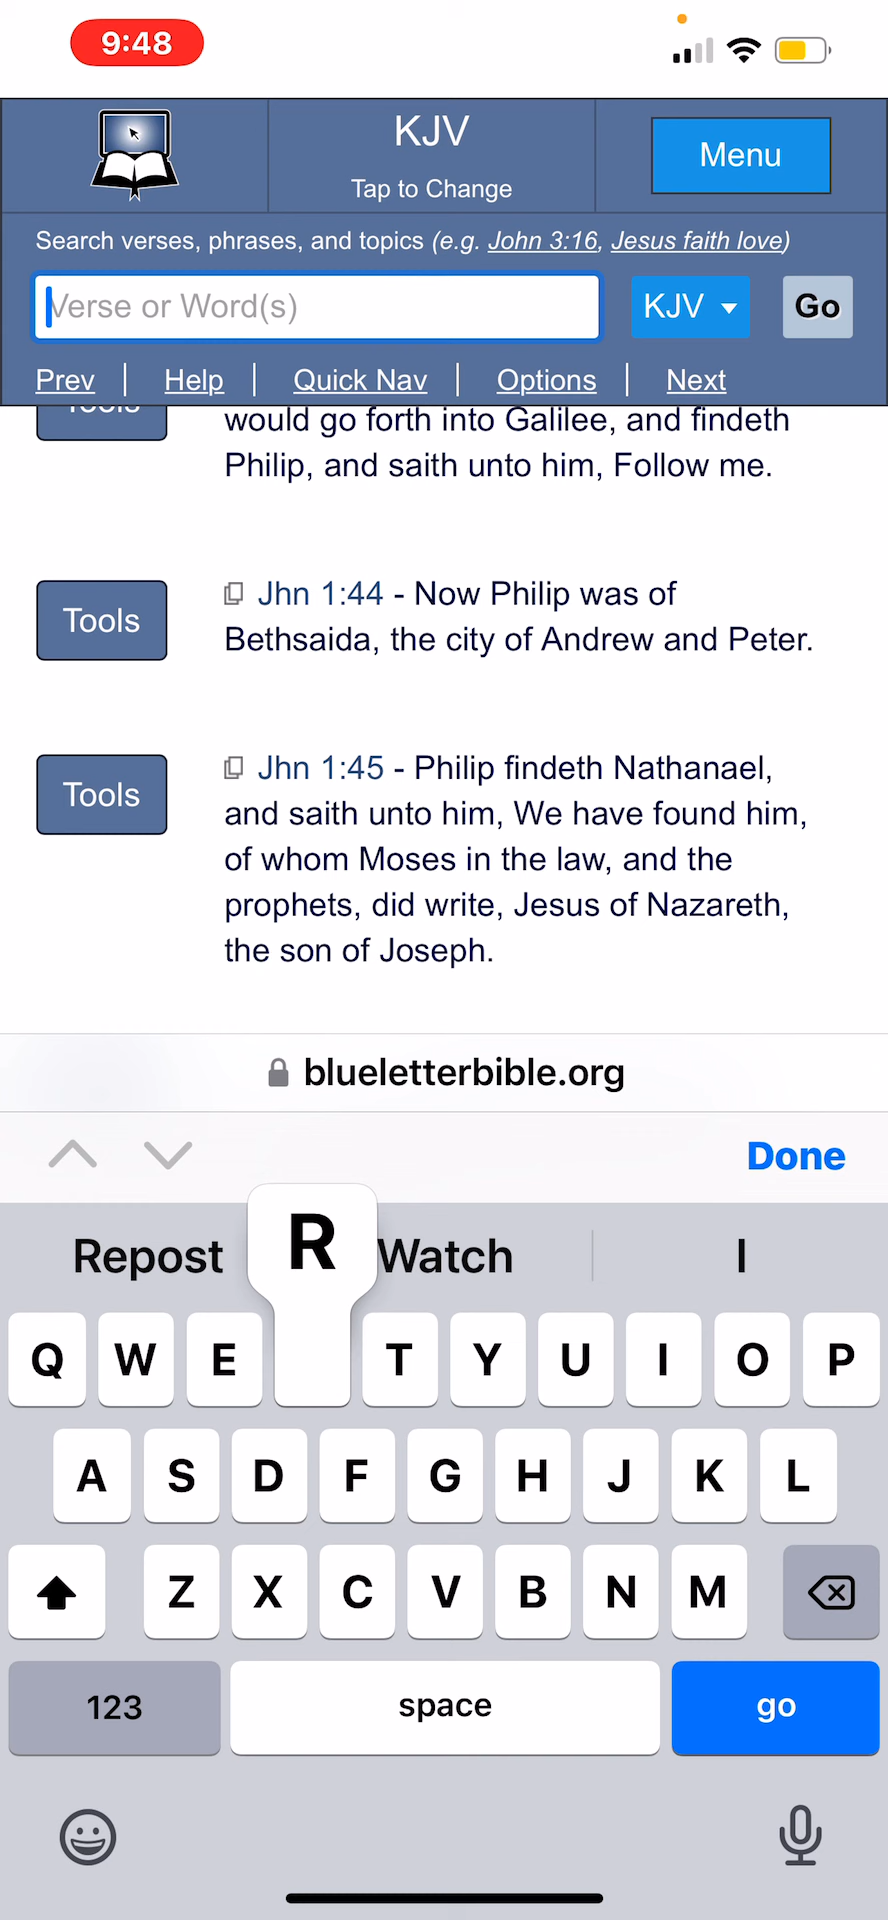 9:48
KJV
Tap to Change
Menu
Search verses, phrases, and topics (e.g. John 3:16, Jesus faith love)
Verse or Word(s)
KJV
Go
Prev | Help | Quick Nav | Options | Next
Tools
would go forth into Galilee, and findeth
Philip, and saith unto him, Follow me.
Tools
Jhn 1:44 - Now Philip was of
Bethsaida, the city of Andrew and Peter.
Tools
Jhn 1:45 - Philip findeth Nathanael,
and saith unto him, We have found him,
of whom Moses in the law, and the
prophets, did write, Jesus of Nazareth,
the son of Joseph.
blueletterbible.org
Done
Repost
R
Watch
I
Q W E T Y U I O P
A S D F G H J K L
Z X C V B N M
123
space
go